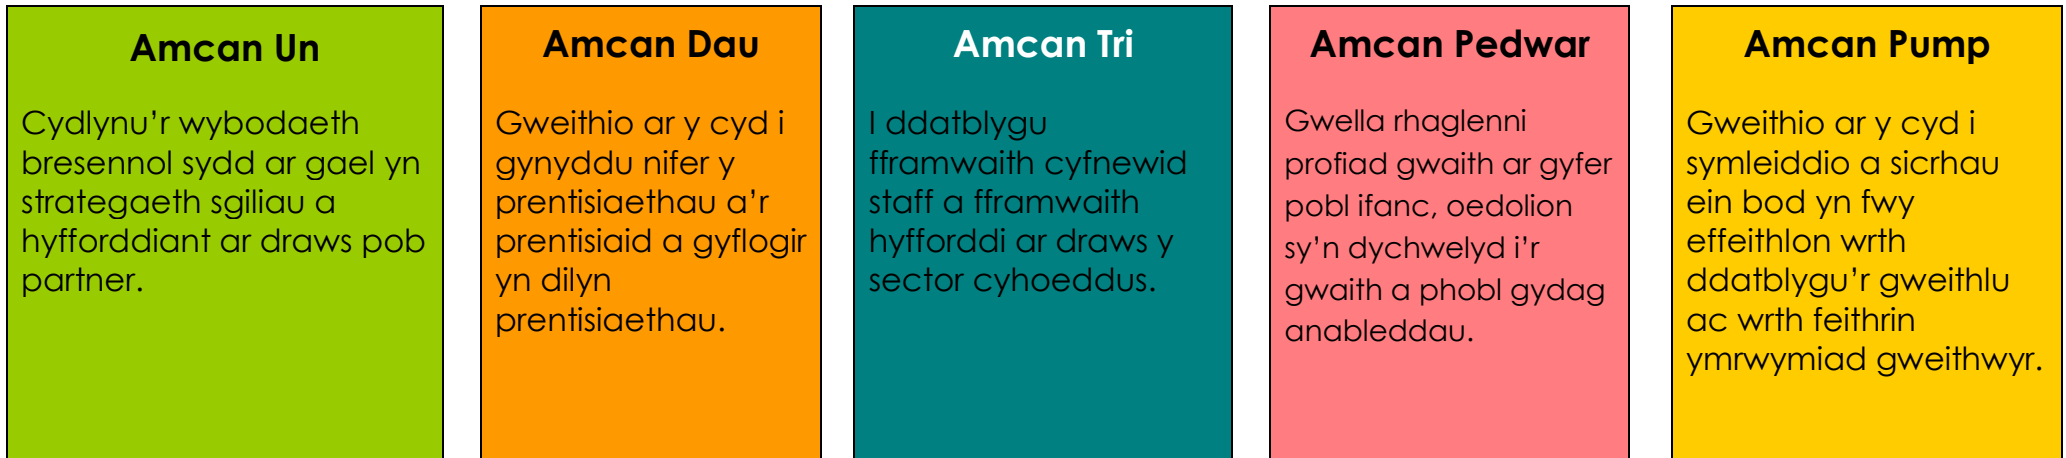 Amcan Un
Cydlynu’r wybodaeth
bresennol sydd ar gael yn
strategaeth sgiliau a
hyfforddiant ar draws pob
partner.
Amcan Dau
Gweithio ar y cyd i
gynyddu nifer y
prentisiaethau a’r
prentisiaid a gyflogir
yn dilyn
prentisiaethau.
Amcan Tri
I ddatblygu
fframwaith cyfnewid
staff a fframwaith
hyfforddi ar draws y
sector cyhoeddus.
Amcan Pedwar
Gwella rhaglenni
profiad gwaith ar gyfer
pobl ifanc, oedolion
sy’n dychwelyd i’r
gwaith a phobl gydag
anableddau.
Amcan Pump
Gweithio ar y cyd i
symleiddio a sicrhau
ein bod yn fwy
effeithlon wrth
ddatblygu’r gweithlu
ac wrth feithrin
ymrwymiad gweithwyr.